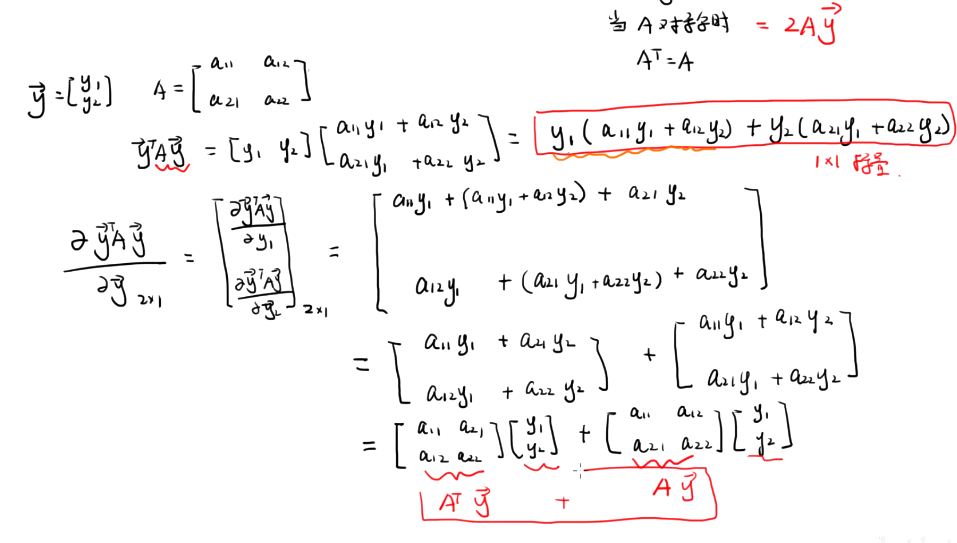 当 A 对称时 = 2A\vec{y}
A^T = A
\vec{y} = \begin{bmatrix} y_1 \\ y_2 \end{bmatrix} A = \begin{bmatrix} a_{11} & a_{12} \\ a_{21} & a_{22} \end{bmatrix}
\vec{y}^T A \vec{y} = [y_1 \; y_2] \begin{bmatrix} a_{11}y_1 + a_{12}y_2 \\ a_{21}y_1 + a_{22}y_2 \end{bmatrix} = y_1(a_{11}y_1 + a_{12}y_2) + y_2(a_{21}y_1 + a_{22}y_2)
1×1 标量.
\frac{\partial \vec{y}^T A \vec{y}}{\partial \vec{y}}_{2×1} = \begin{bmatrix} \frac{\partial \vec{y}^T A \vec{y}}{\partial y_1} \\ \frac{\partial \vec{y}^T A \vec{y}}{\partial y_2} \end{bmatrix}_{2×1} = \begin{bmatrix} a_{11}y_1 + (a_{11}y_1 + a_{12}y_2) + a_{21}y_2 \\ a_{12}y_1 + (a_{21}y_1 + a_{22}y_2) + a_{22}y_2 \end{bmatrix}
= \begin{bmatrix} a_{11}y_1 + a_{21}y_2 \\ a_{12}y_1 + a_{22}y_2 \end{bmatrix} + \begin{bmatrix} a_{11}y_1 + a_{12}y_2 \\ a_{21}y_1 + a_{22}y_2 \end{bmatrix}
= \begin{bmatrix} a_{11} & a_{21} \\ a_{12} & a_{22} \end{bmatrix} \begin{bmatrix} y_1 \\ y_2 \end{bmatrix} + \begin{bmatrix} a_{11} & a_{12} \\ a_{21} & a_{22} \end{bmatrix} \begin{bmatrix} y_1 \\ y_2 \end{bmatrix}
A^T \vec{y} + A \vec{y}